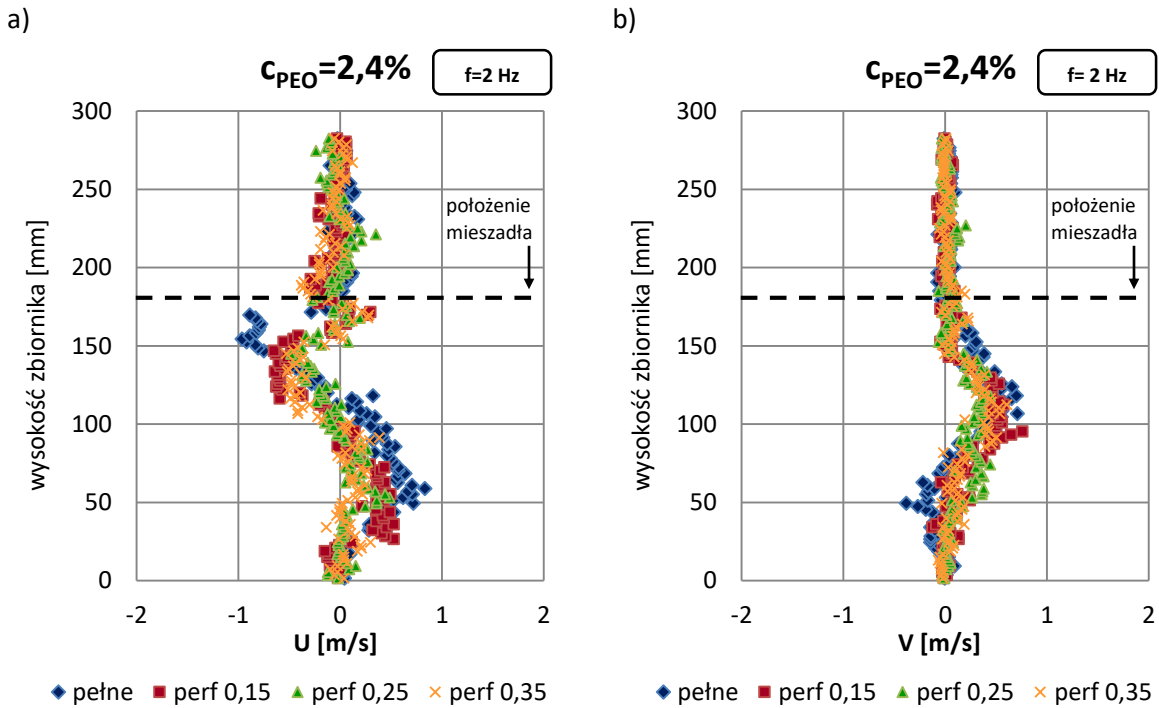 a)
c_PEO=2,4%
f=2 Hz
wysokość zbiornika [mm]
300
250
200
150
100
50
0
położenie
mieszadła
-2 -1 0 1 2
U [m/s]
pełne perf 0,15 perf 0,25 perf 0,35
b)
c_PEO=2,4%
f= 2 Hz
wysokość zbiornika [mm]
300
250
200
150
100
50
0
położenie
mieszadła
-2 -1 0 1 2
V [m/s]
pełne perf 0,15 perf 0,25 perf 0,35